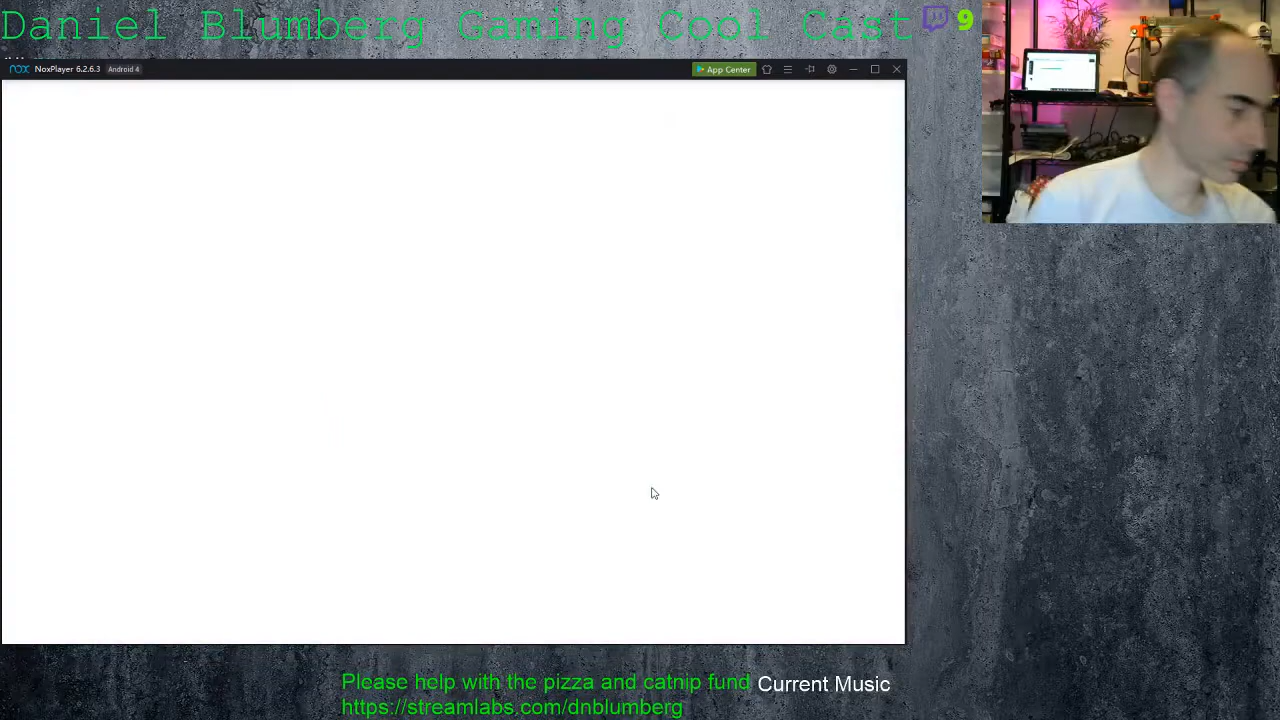 Daniel Blumberg Gaming Cool Cast 9
nox NoxPlayer 6.2.6.3 Android 4 App Center
Please help with the pizza and catnip fund Current Music
https://streamlabs.com/dnblumberg